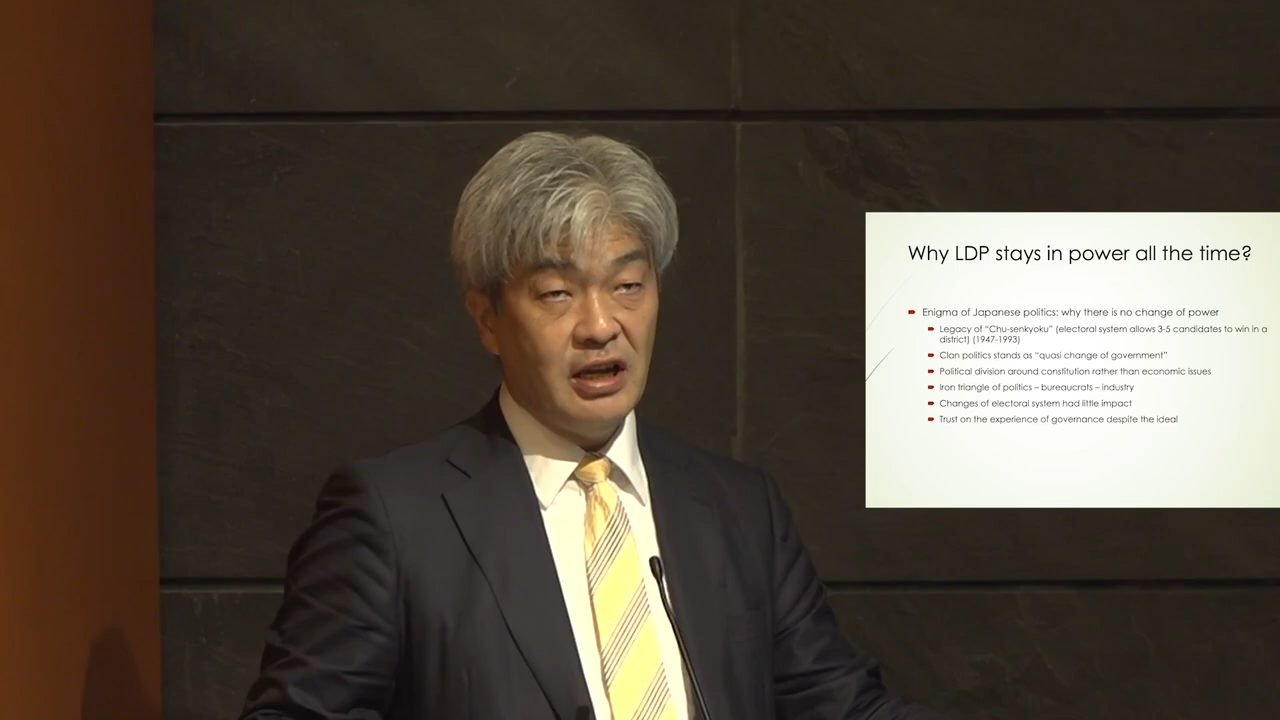 Why LDP stays in power all the time?
Enigma of Japanese politics: why there is no change of power
Legacy of "Chu-senkyoku" (electoral system allows 3-5 candidates to win in a
district) (1947-1993)
Clan politics stands as "quasi change of government"
Political division around constitution rather than economic issues
Iron triangle of politics – bureaucrats – industry
Changes of electoral system had little impact
Trust on the experience of governance despite the ideal